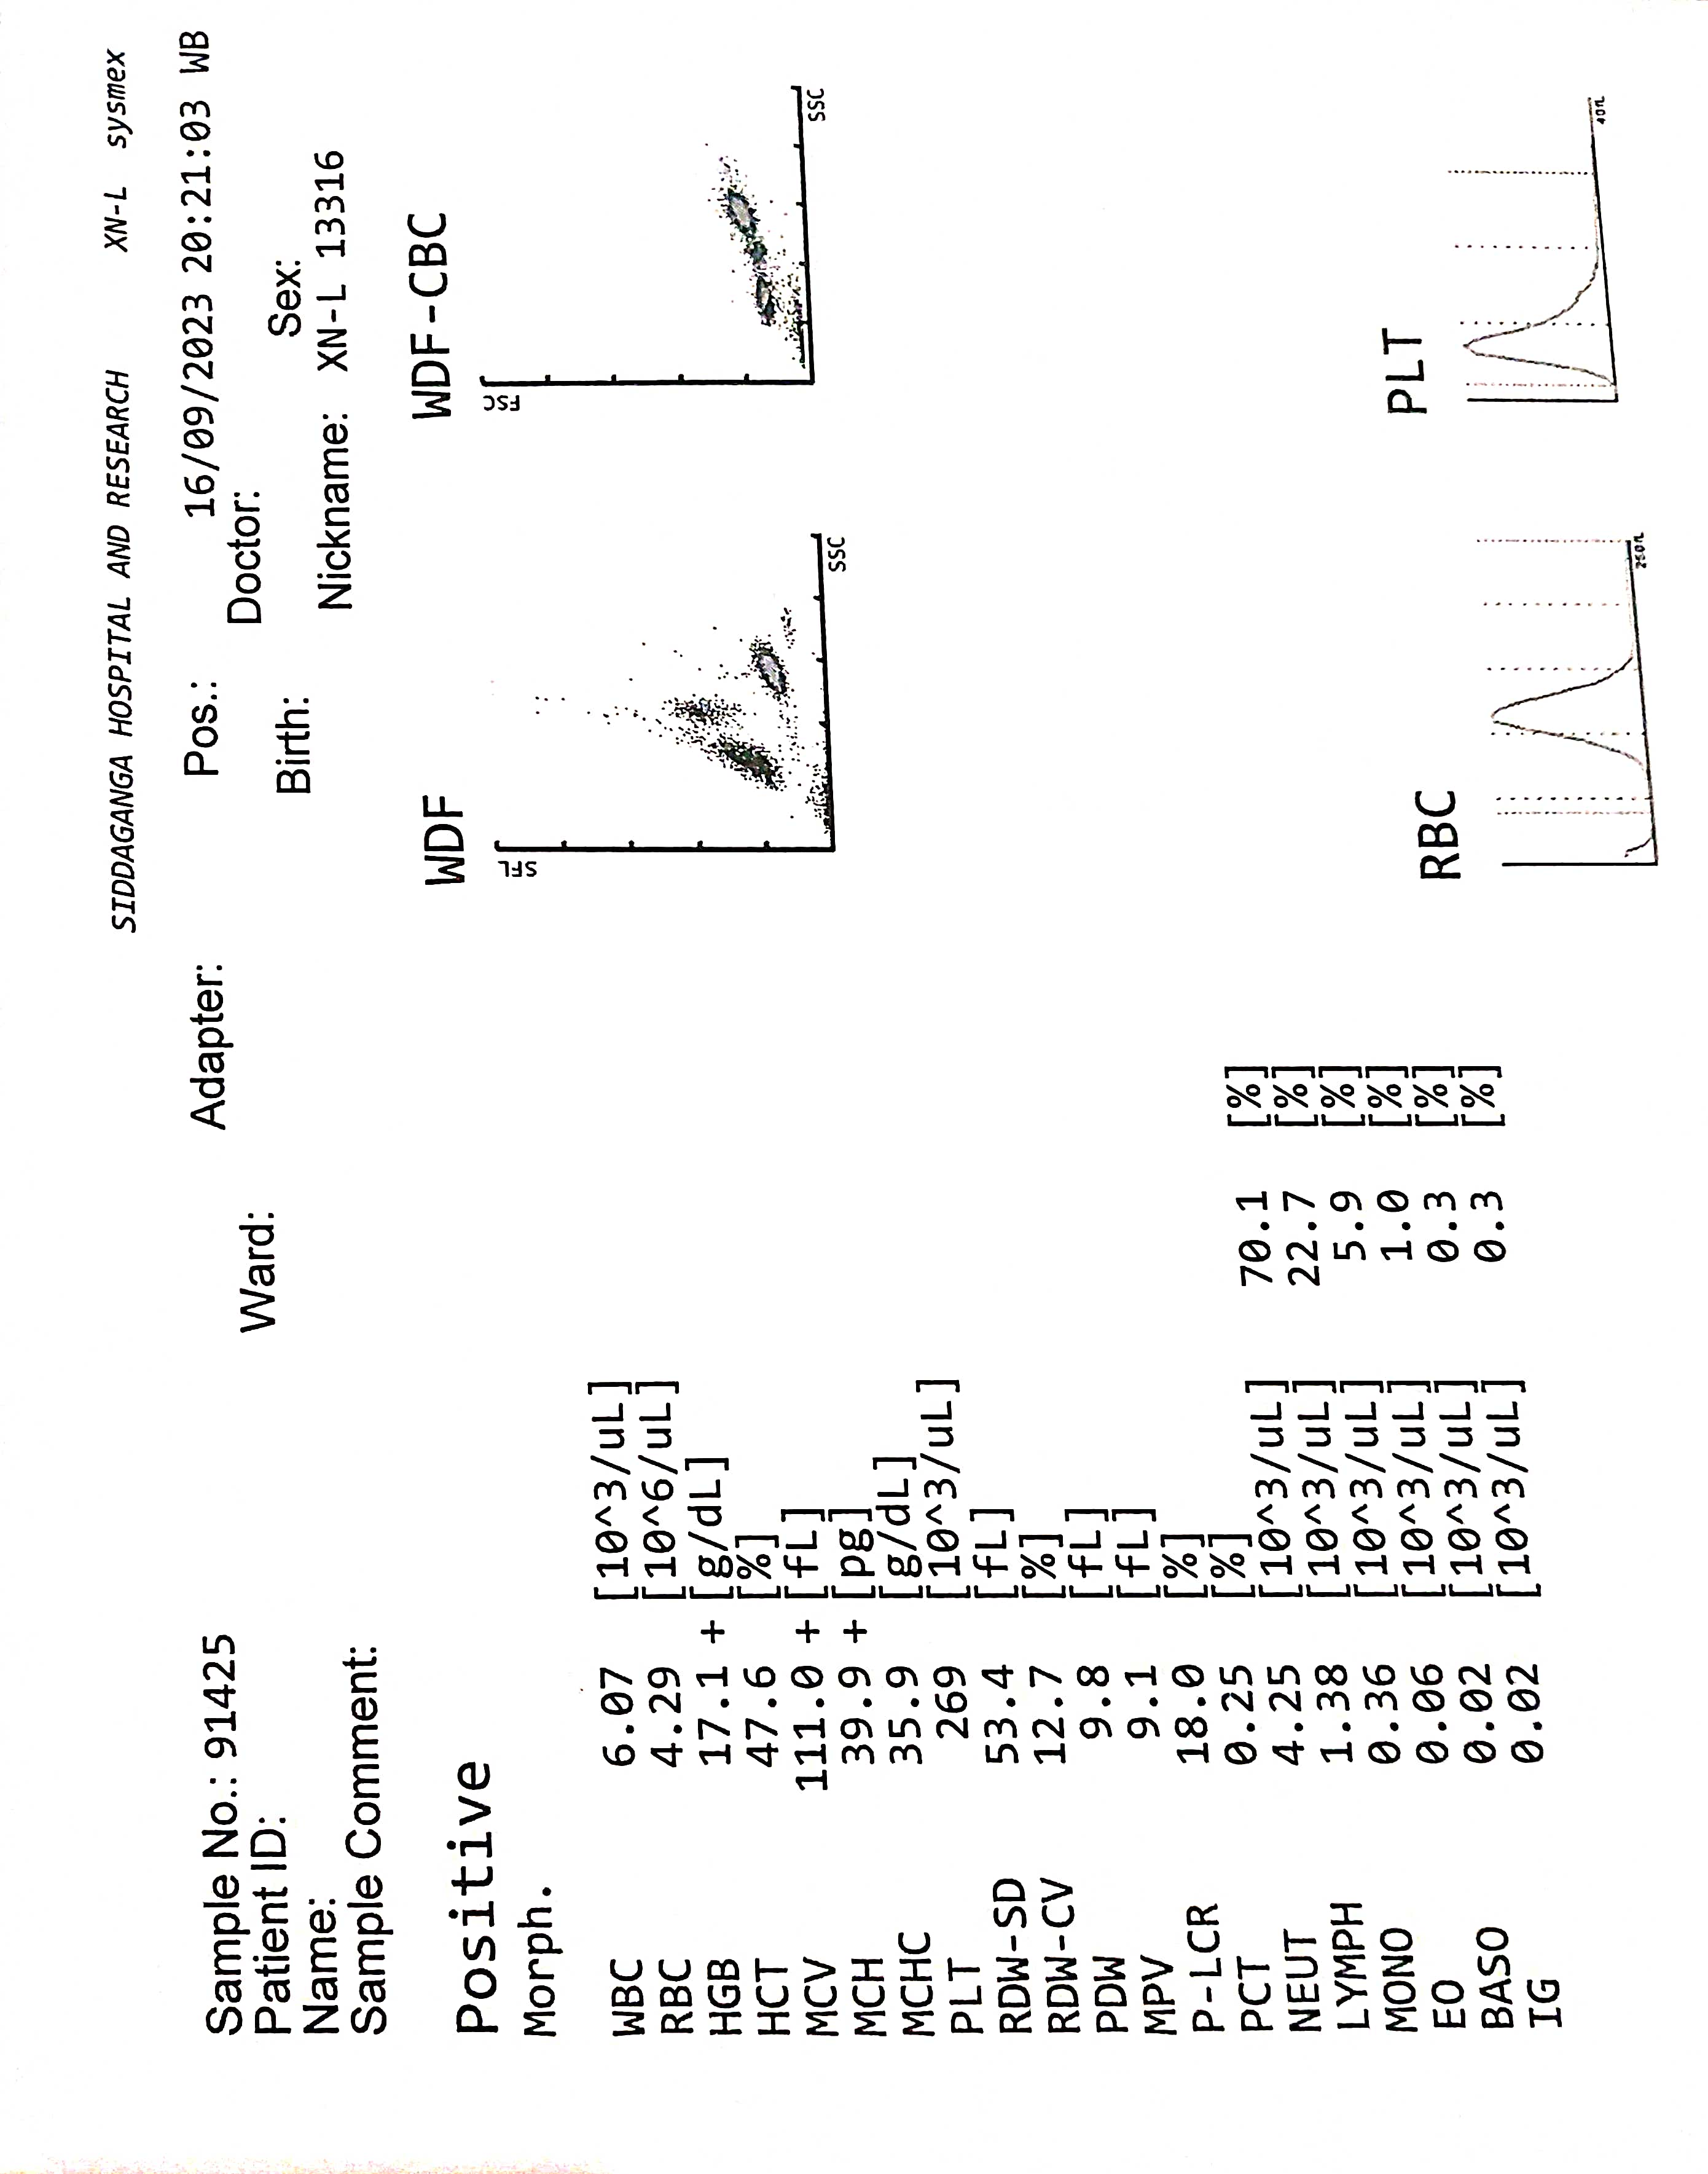 SIDDAGANGA HOSPITAL AND RESEARCH XN-L sysmex
Sample No.: 91425 Adapter: Pos.: 16/09/2023 20:21:03 WB
Patient ID: Ward: Doctor:
Name: Birth: Sex:
Sample Comment: Nickname: XN-L 13316
Positive
Morph.
WBC 6.07 [10^3/uL]
RBC 4.29 [10^6/uL]
HGB 17.1 + [g/dL]
HCT 47.6 [%]
MCV 111.0 + [fL]
MCH 39.9 + [pg]
MCHC 35.9 [g/dL]
PLT 269 [10^3/uL]
RDW-SD 53.4 [fL]
RDW-CV 12.7 [%]
PDW 9.8 [fL]
MPV 9.1 [fL]
P-LCR 18.0 [%]
PCT 0.25 [%]
NEUT 4.25 [10^3/uL] 70.1 [%]
LYMPH 1.38 [10^3/uL] 22.7 [%]
MONO 0.36 [10^3/uL] 5.9 [%]
EO 0.06 [10^3/uL] 1.0 [%]
BASO 0.02 [10^3/uL] 0.3 [%]
IG 0.02 [10^3/uL] 0.3 [%]
WDF
SFL
SSC
WDF-CBC
FSC
SSC
RBC
250fL
PLT
40fL